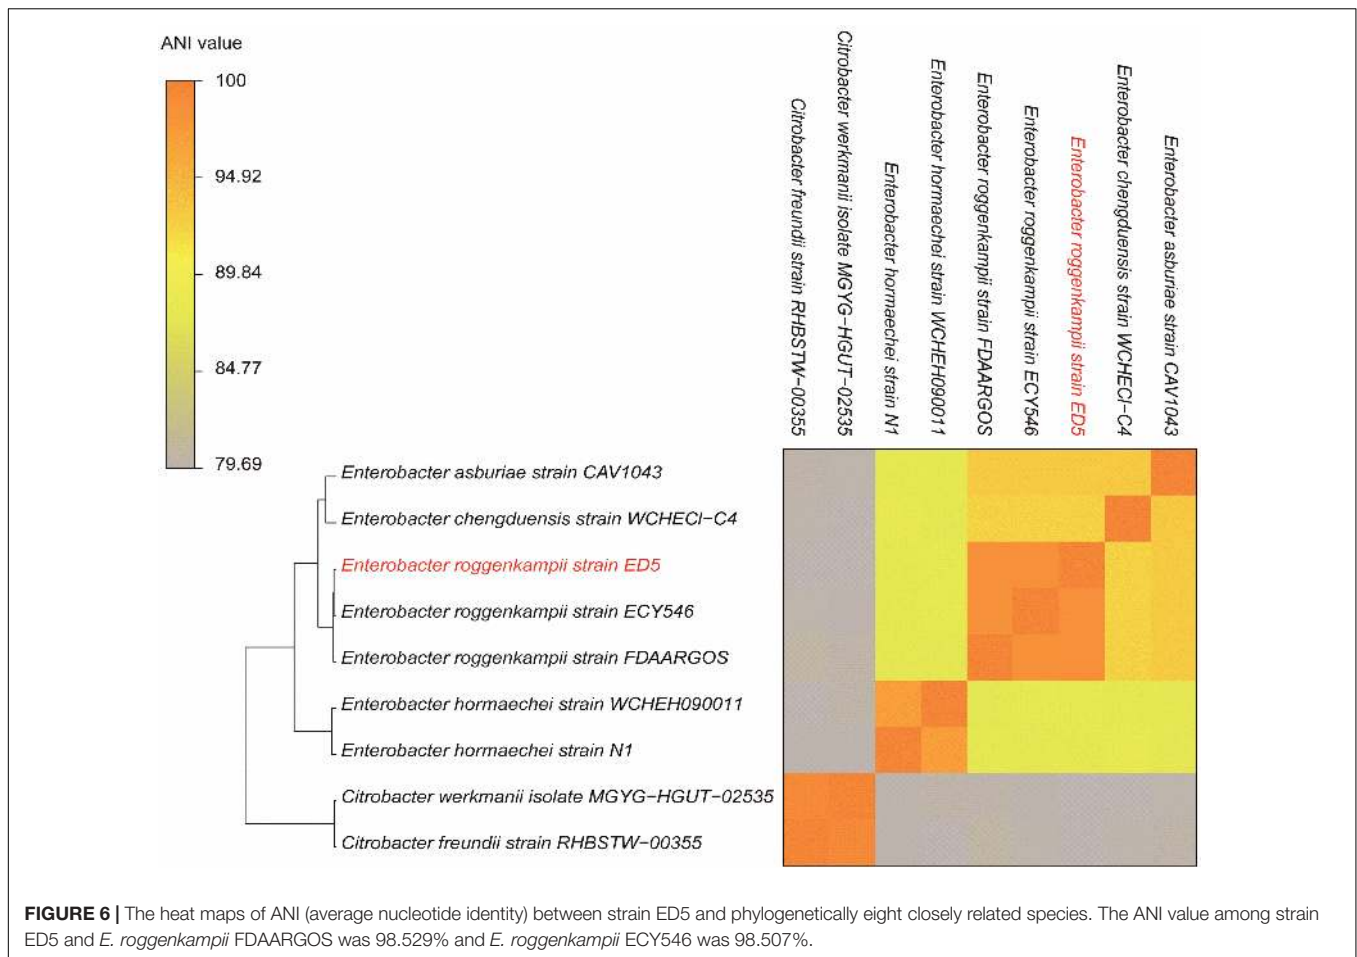 ANI value
100
94.92
89.84
84.77
79.69
Citrobacter freundii strain RHBSTW−00355
Citrobacter werkmanii isolate MGYG−HGUT−02535
Enterobacter hormaechei strain N1
Enterobacter hormaechei strain WCHEH090011
Enterobacter roggenkampii strain FDAARGOS
Enterobacter roggenkampii strain ECY546
Enterobacter roggenkampii strain ED5
Enterobacter chengduensis strain WCHECl−C4
Enterobacter asburiae strain CAV1043
Enterobacter asburiae strain CAV1043
Enterobacter chengduensis strain WCHECl−C4
Enterobacter roggenkampii strain ED5
Enterobacter roggenkampii strain ECY546
Enterobacter roggenkampii strain FDAARGOS
Enterobacter hormaechei strain WCHEH090011
Enterobacter hormaechei strain N1
Citrobacter werkmanii isolate MGYG−HGUT−02535
Citrobacter freundii strain RHBSTW−00355
FIGURE 6 | The heat maps of ANI (average nucleotide identity) between strain ED5 and phylogenetically eight closely related species. The ANI value among strain
ED5 and E. roggenkampii FDAARGOS was 98.529% and E. roggenkampii ECY546 was 98.507%.